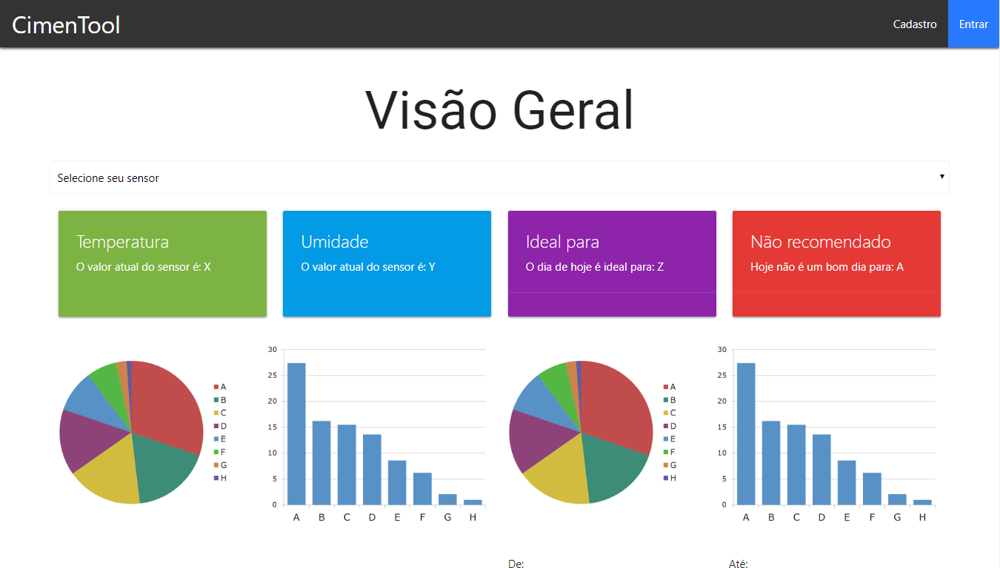 CimenTool
Cadastro
Entrar
Visão Geral
Selecione seu sensor
Temperatura
O valor atual do sensor é: X
Umidade
O valor atual do sensor é: Y
Ideal para
O dia de hoje é ideal para: Z
Não recomendado
Hoje não é um bom dia para: A
A
B
C
D
E
F
G
H
30
25
20
15
10
5
0
A B C D E F G H
A
B
C
D
E
F
G
H
30
25
20
15
10
5
0
A B C D E F G H
De:
Até: